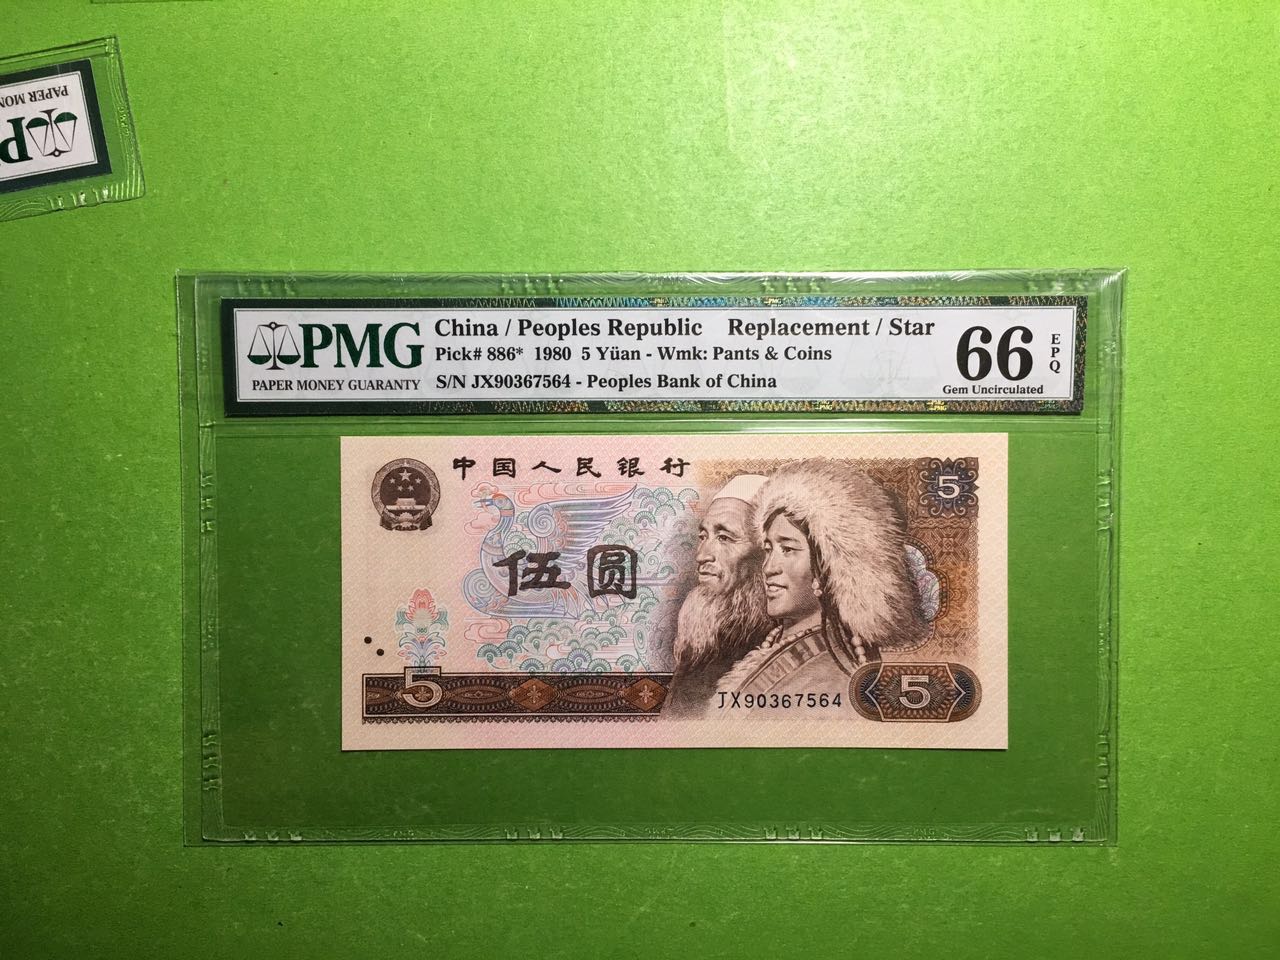 PAPER MON
P
PMG
PAPER MONEY GUARANTY
China / Peoples Republic Replacement / Star
Pick# 886* 1980 5 Yüan - Wmk: Pants & Coins
S/N JX90367564 - Peoples Bank of China
66 EPQ
Gem Uncirculated
中国人民银行
5
伍圆
5
JX90367564
5